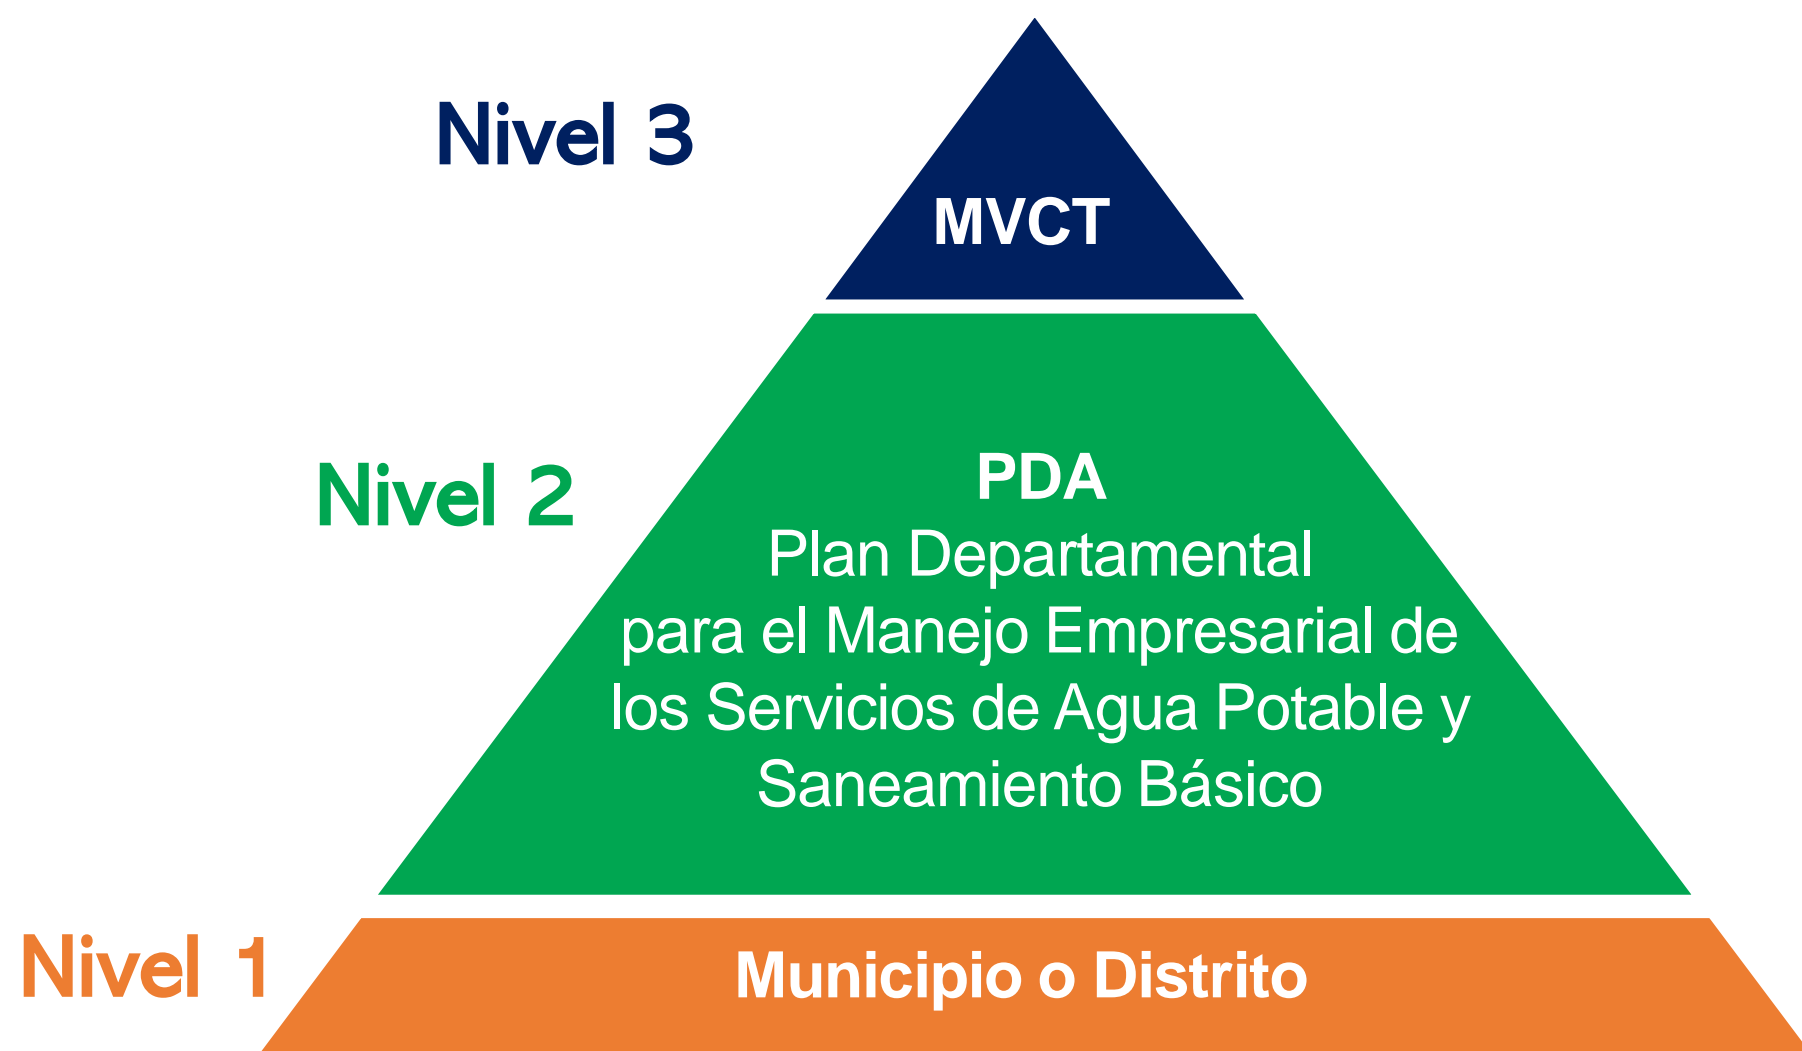 Nivel 3
MVCT
Nivel 2
PDA
Plan Departamental
para el Manejo Empresarial de
los Servicios de Agua Potable y
Saneamiento Básico
Nivel 1
Municipio o Distrito